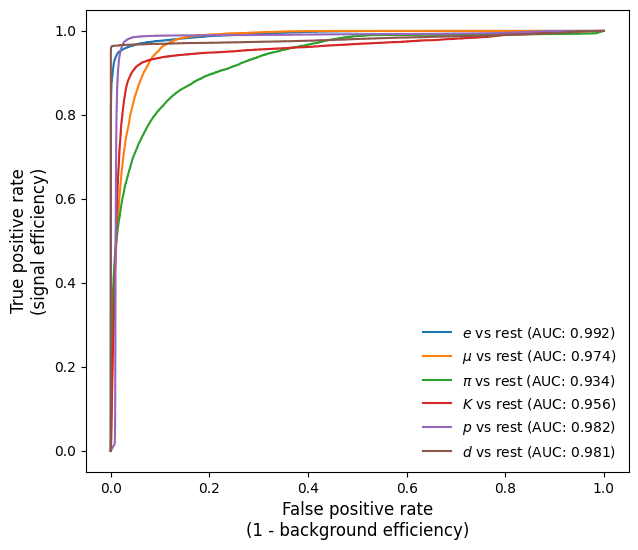 1.0
0.8
0.6
0.4
0.2
0.0
True positive rate
(signal efficiency)
e vs rest (AUC: 0.992)
μ vs rest (AUC: 0.974)
π vs rest (AUC: 0.934)
K vs rest (AUC: 0.956)
p vs rest (AUC: 0.982)
d vs rest (AUC: 0.981)
0.0 0.2 0.4 0.6 0.8 1.0
False positive rate
(1 - background efficiency)